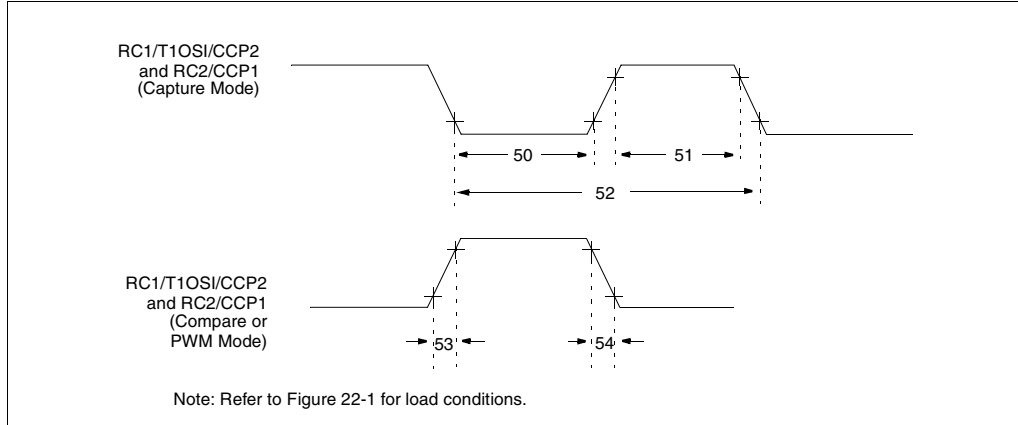 RC1/T1OSI/CCP2
and RC2/CCP1
(Capture Mode)
50
51
52
RC1/T1OSI/CCP2
and RC2/CCP1
(Compare or
PWM Mode)
53
54
Note: Refer to Figure 22-1 for load conditions.